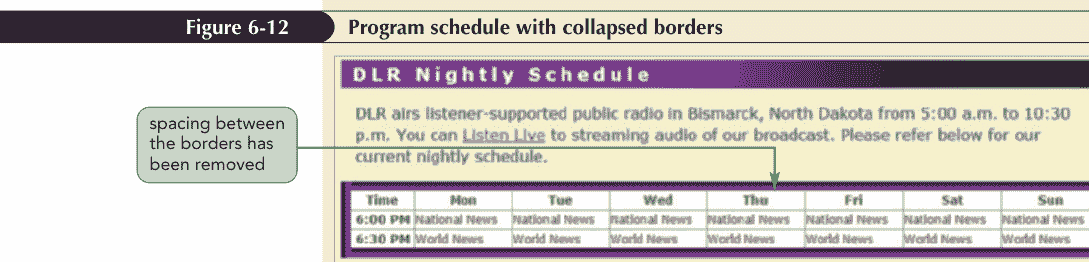 Figure 6-12
Program schedule with collapsed borders
spacing between
the borders has
been removed
DLR Nightly Schedule
DLR airs listener-supported public radio in Bismarck, North Dakota from 5:00 a.m. to 10:30
p.m. You can Listen Live to streaming audio of our broadcast. Please refer below for our
current nightly schedule.
Time Mon Tue Wed Thu Fri Sat Sun
6:00 PM National News National News National News National News National News National News National News
6:30 PM World News World News World News World News World News World News World News